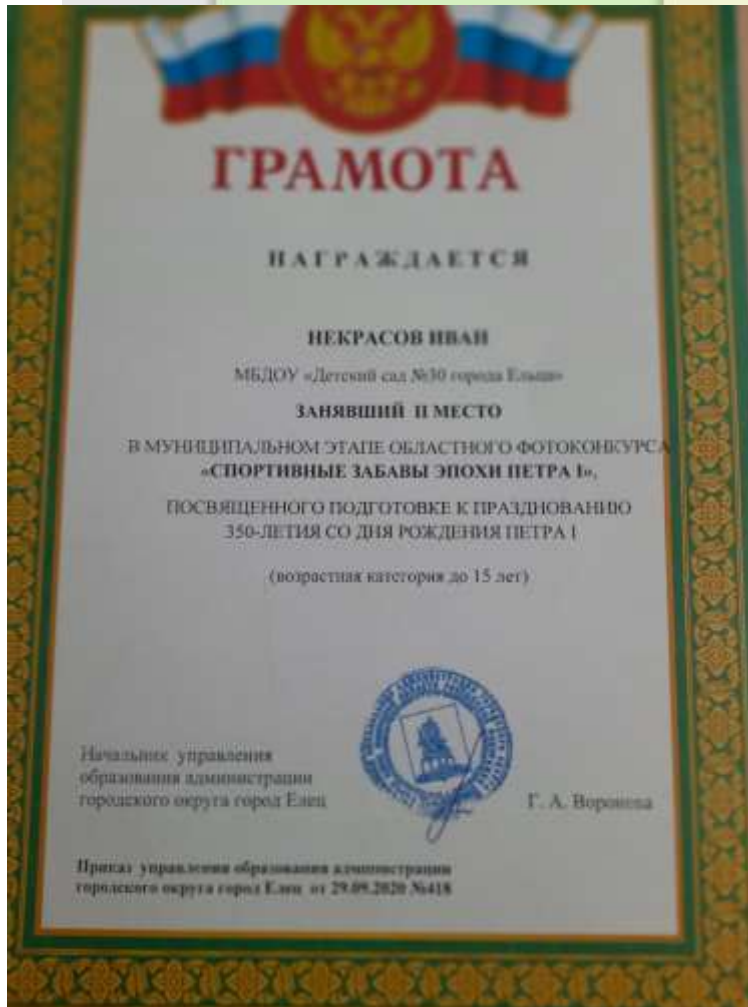 ГРАМОТА
НАГРАЖДАЕТСЯ
НЕКРАСОВ ИВАН
МБДОУ «Детский сад №30 города Ельца»
ЗАНЯВШИЙ II МЕСТО
В МУНИЦИПАЛЬНОМ ЭТАПЕ ОБЛАСТНОГО ФОТОКОНКУРСА
«СПОРТИВНЫЕ ЗАБАВЫ ЭПОХИ ПЕТРА I»,
ПОСВЯЩЕННОГО ПОДГОТОВКЕ К ПРАЗДНОВАНИЮ
350-ЛЕТИЯ СО ДНЯ РОЖДЕНИЯ ПЕТРА I
(возрастная категория до 15 лет)
Начальник управления
образования администрации
городского округа город Елец
Г. А. Воронова
Приказ управления образования администрации
городского округа город Елец от 29.09.2020 №418